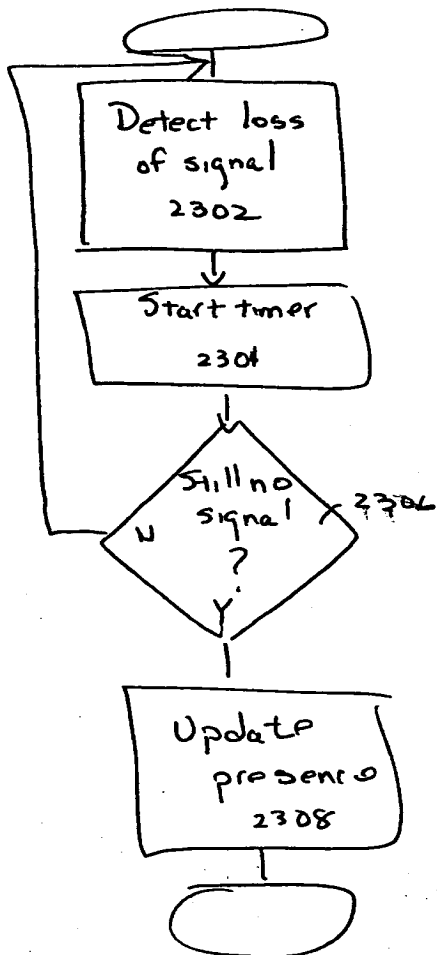 Detect loss
of signal
2302
Start timer
2304
Still no
signal
2306
?
N
Y
Update
presence
2308